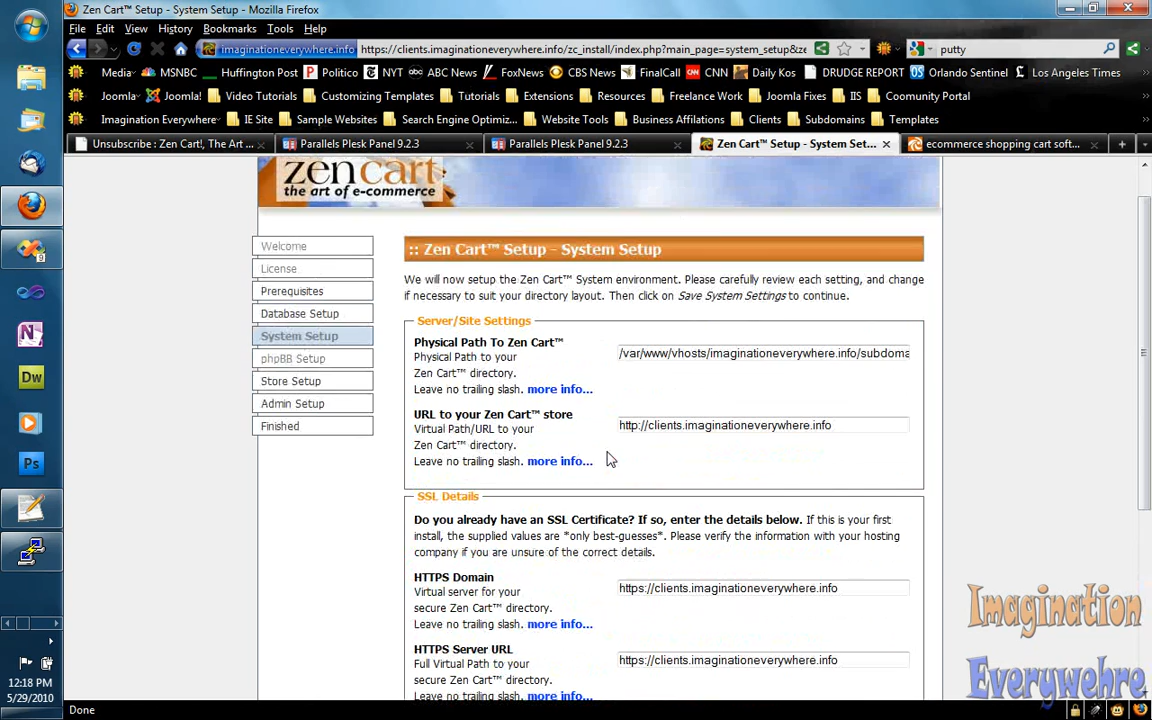 Zen Cart™ Setup - System Setup - Mozilla Firefox
File Edit View History Bookmarks Tools Help
imaginationeverywhere.info https://clients.imaginationeverywhere.info/zc_install/index.php?main_page=system_setup&ze putty
Media MSNBC Huffington Post Politico NYT ABC News FoxNews CBS News FinalCall CNN Daily Kos DRUDGE REPORT Orlando Sentinel Los Angeles Times
Joomla Joomla! Video Tutorials Customizing Templates Tutorials Extensions Resources Freelance Work Joomla Fixes IIS Coomunity Portal
Imagination Everywhere IE Site Sample Websites Search Engine Optimiz... Website Tools Business Affiliations Clients Subdomains Templates
Unsubscribe : Zen Cart!, The Art ... Parallels Plesk Panel 9.2.3 Parallels Plesk Panel 9.2.3 Zen Cart™ Setup - System Set... ecommerce shopping cart soft...
zen cart
the art of e-commerce
Welcome
License
Prerequisites
Database Setup
System Setup
phpBB Setup
Store Setup
Admin Setup
Finished
:: Zen Cart™ Setup - System Setup
We will now setup the Zen Cart™ System environment. Please carefully review each setting, and change
if necessary to suit your directory layout. Then click on Save System Settings to continue.
Server/Site Settings
Physical Path To Zen Cart™
Physical Path to your
Zen Cart™ directory.
Leave no trailing slash. more info...
/var/www/vhosts/imaginationeverywhere.info/subdoma
URL to your Zen Cart™ store
Virtual Path/URL to your
Zen Cart™ directory.
Leave no trailing slash. more info...
http://clients.imaginationeverywhere.info
SSL Details
Do you already have an SSL Certificate? If so, enter the details below. If this is your first
install, the supplied values are *only best-guesses*. Please verify the information with your hosting
company if you are unsure of the correct details.
HTTPS Domain
Virtual server for your
secure Zen Cart™ directory.
Leave no trailing slash. more info...
https://clients.imaginationeverywhere.info
HTTPS Server URL
Full Virtual Path to your
secure Zen Cart™ directory.
Leave no trailing slash. more info...
https://clients.imaginationeverywhere.info
Dw
Ps
12:18 PM
5/29/2010
Done
Imagination
Everywehre